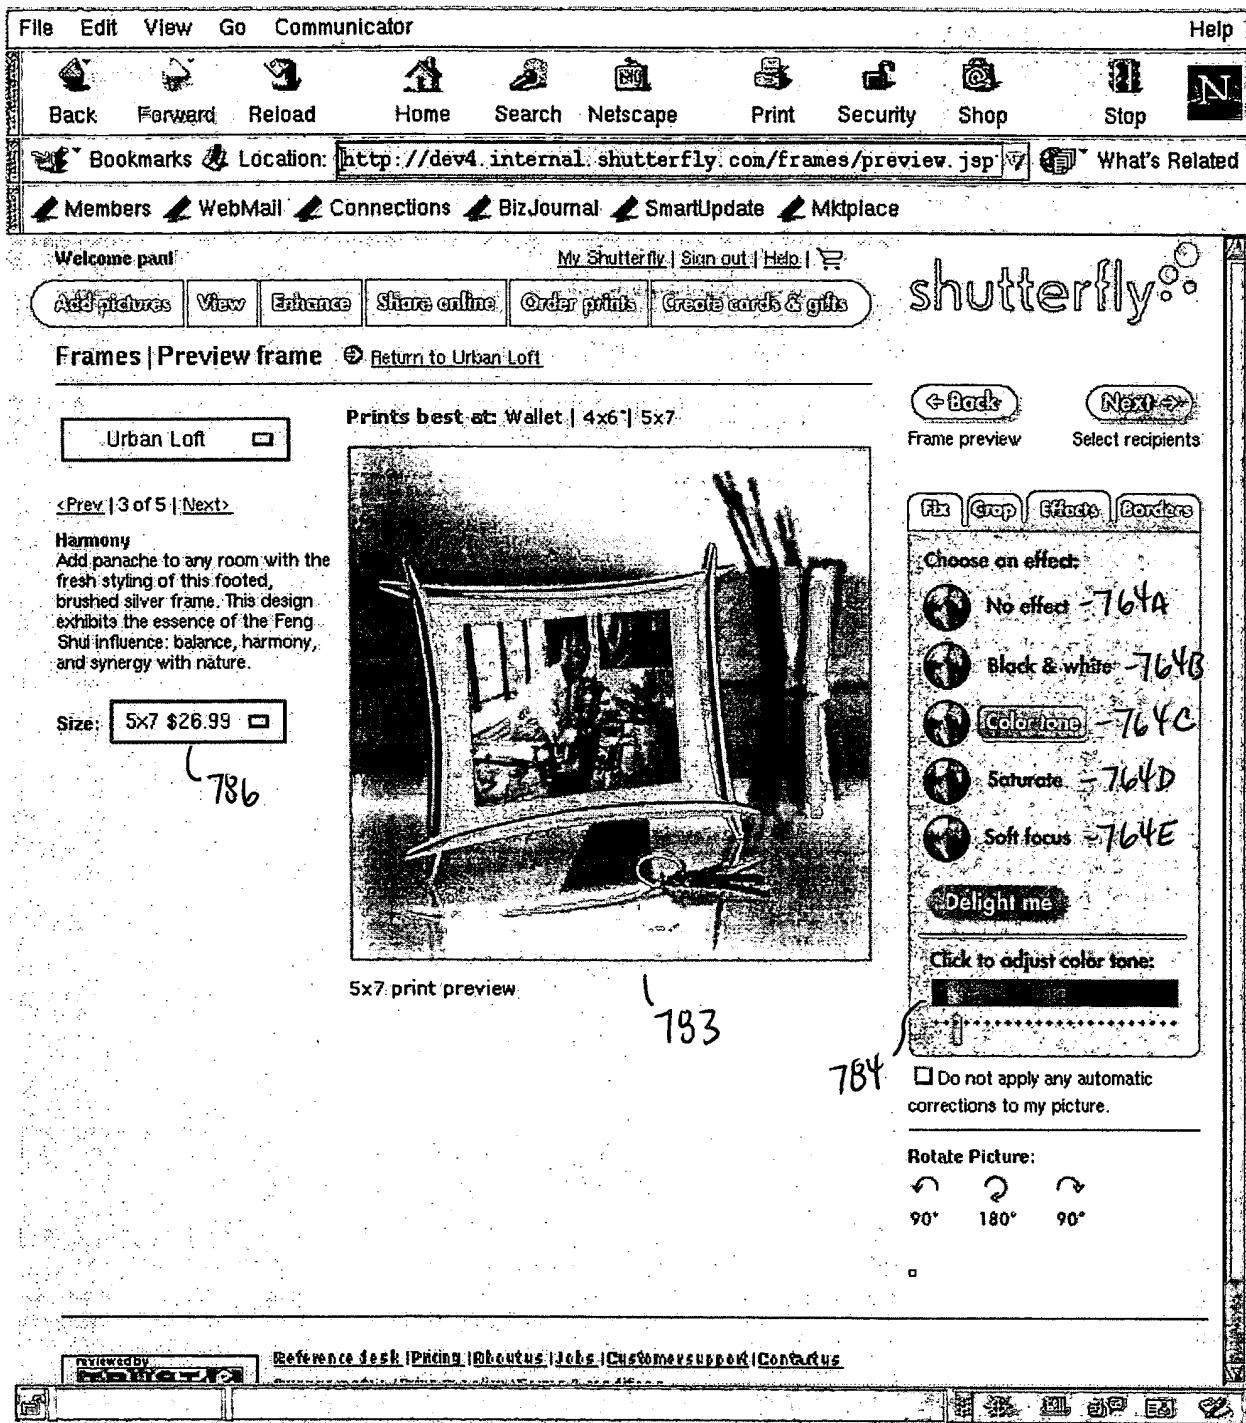 File Edit View Go Communicator Help
Back Forward Reload Home Search Netscape Print Security Shop Stop N
Bookmarks Location: http://dev4.internal.shutterfly.com/frames/preview.jsp What's Related
Members WebMail Connections BizJournal SmartUpdate Mktplace
Welcome paul My Shutterfly | Sign out | Help |
Add pictures View Enhance Share online Order prints Create cards & gifts
shutterfly
Frames | Preview frame Return to Urban Loft
Back Next
Frame preview Select recipients
Urban Loft
Prints best at: Wallet | 4x6 | 5x7
<Prev | 3 of 5 | Next>
Harmony
Add panache to any room with the
fresh styling of this footed,
brushed silver frame. This design
exhibits the essence of the Feng
Shui influence: balance, harmony,
and synergy with nature.
Size: 5x7 $26.99
786
5x7 print preview
783
Fix Crop Effects Borders
Choose an effect:
No effect -764A
Black & white -764B
Color tone -764C
Saturate -764D
Soft focus -764E
Delight me
Click to adjust color tone:
784
Do not apply any automatic
corrections to my picture.
Rotate Picture:
90° 180° 90°
reviewed by
Reference desk | Pricing | About us | Jobs | Customer support | Contact us